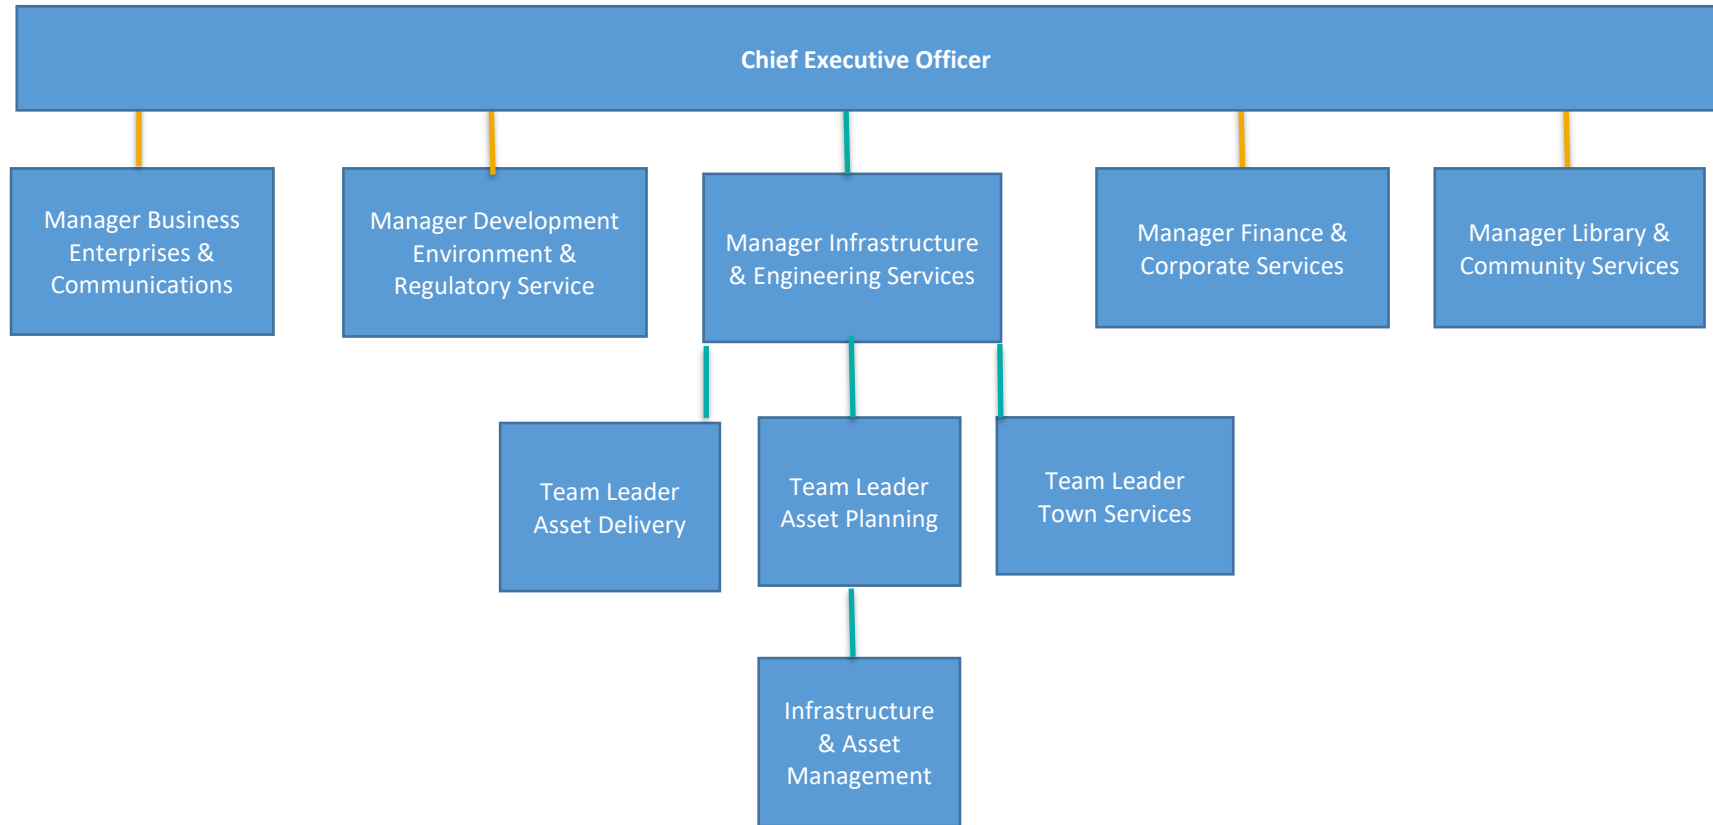 Chief Executive Officer
Manager Business
Enterprises &
Communications
Manager Development
Environment &
Regulatory Service
Manager Infrastructure
& Engineering Services
Manager Finance &
Corporate Services
Manager Library &
Community Services
Team Leader
Asset Delivery
Team Leader
Asset Planning
Team Leader
Town Services
Infrastructure
& Asset
Management